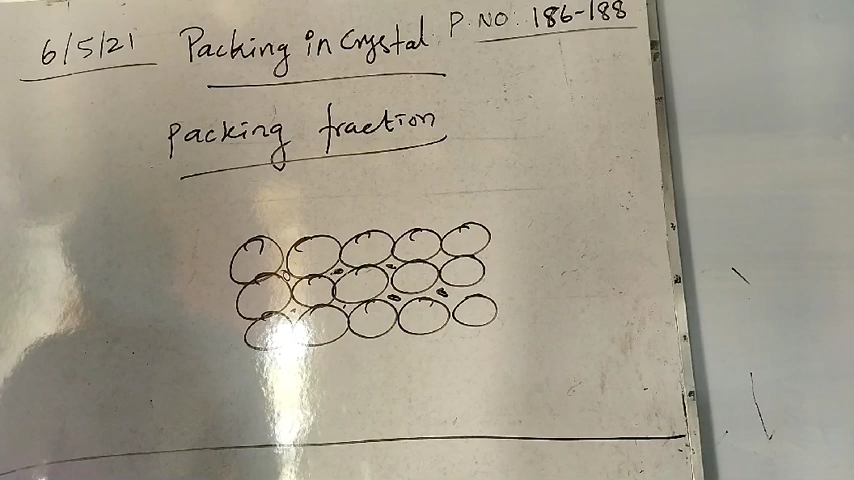 6/5/21 Packing in Crystal P. NO. 186-188
Packing fraction